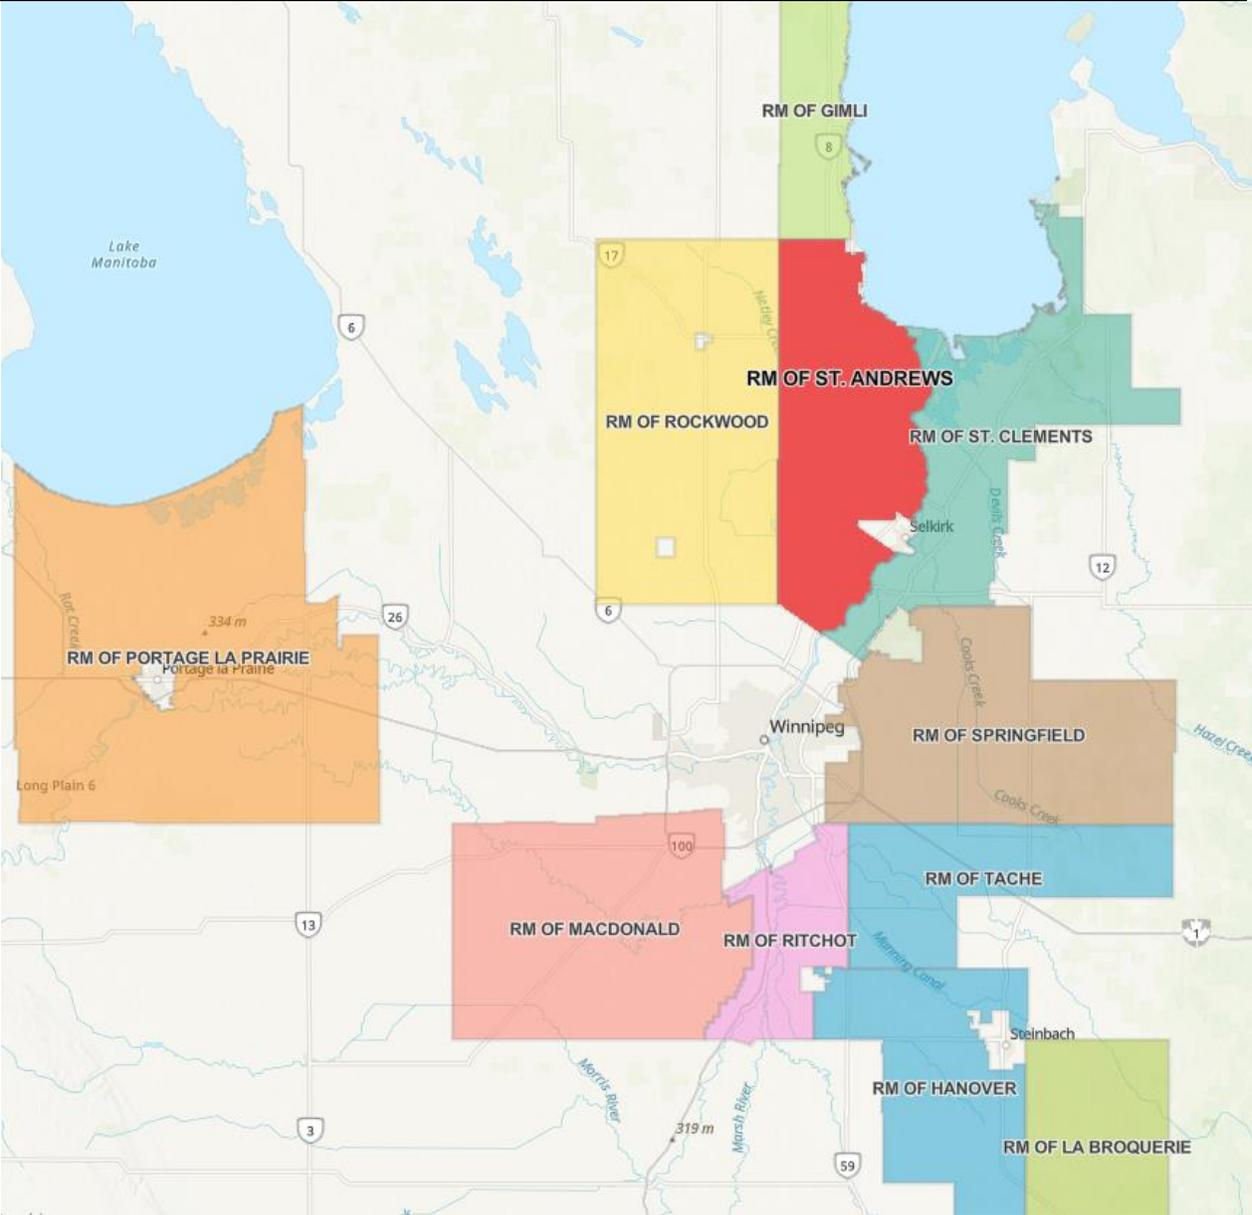 RM OF GIMLI
8
Lake
Manitoba
17
6
RM OF ST. ANDREWS
RM OF ROCKWOOD
RM OF ST. CLEMENTS
Devils Creek
Selkirk
12
6
Rat Creek
334 m
26
RM OF PORTAGE LA PRAIRIE
Portage la Prairie
Cooks Creek
Winnipeg
RM OF SPRINGFIELD
Long Plain 6
Cooks Creek
100
RM OF TACHE
13
RM OF MACDONALD
RM OF RITCHOT
1
Manning Canal
Steinbach
Morris River
RM OF HANOVER
Marsh River
319 m
3
RM OF LA BROQUERIE
59